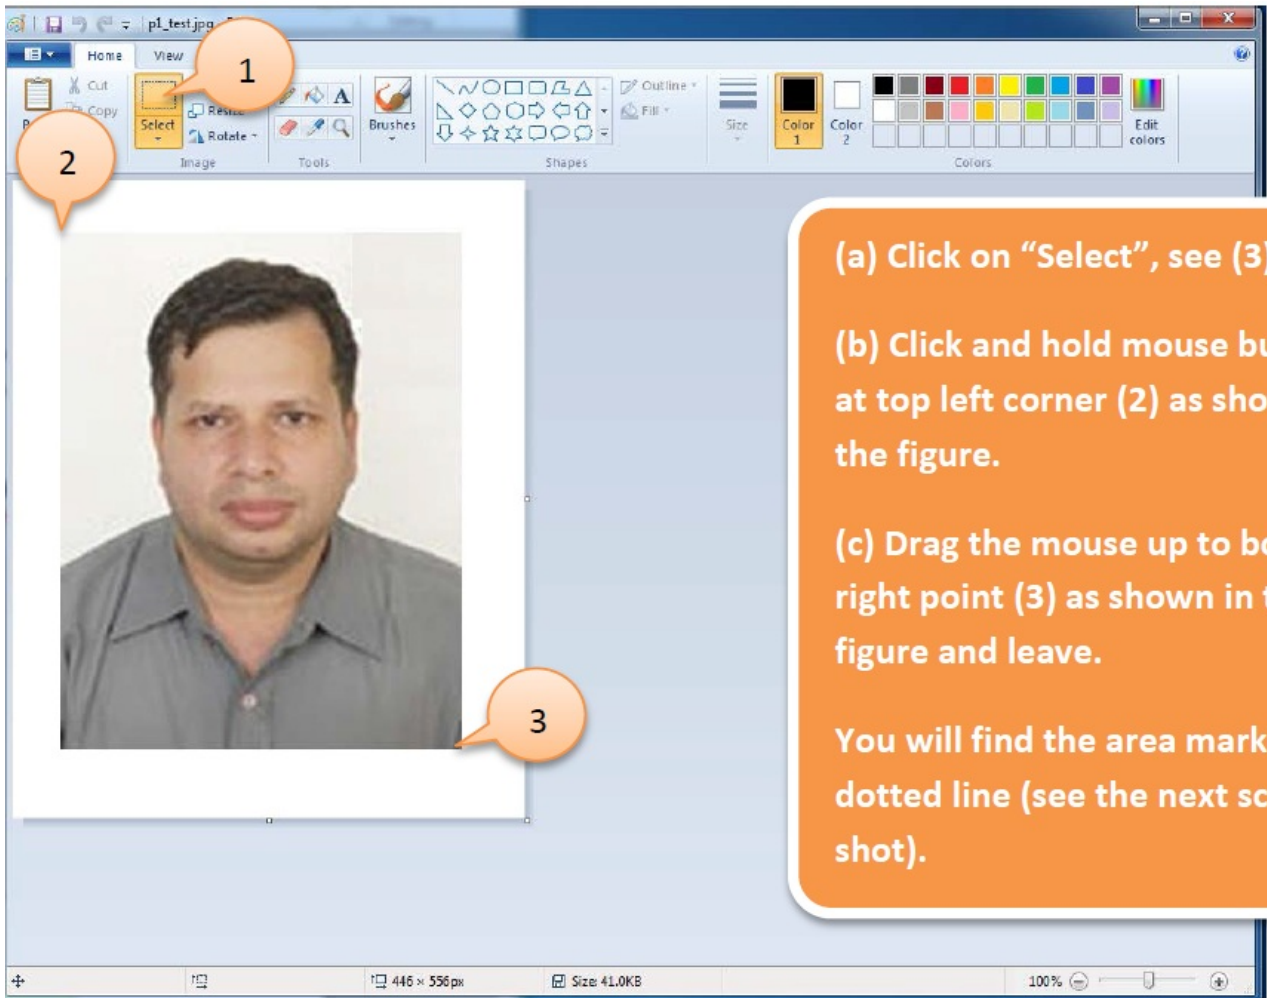 p1_test.jpg
Home View
Cut
Copy
Select
Rotate
Image
A
Tools
Brushes
Outline
Fill
Shapes
Size
Color 1
Color 2
Edit colors
Colors
1
2
3
(a) Click on “Select”, see (3)
(b) Click and hold mouse bu
at top left corner (2) as sho
the figure.
(c) Drag the mouse up to bo
right point (3) as shown in t
figure and leave.
You will find the area mark
dotted line (see the next sc
shot).
446 × 556px
Size: 41.0KB
100%